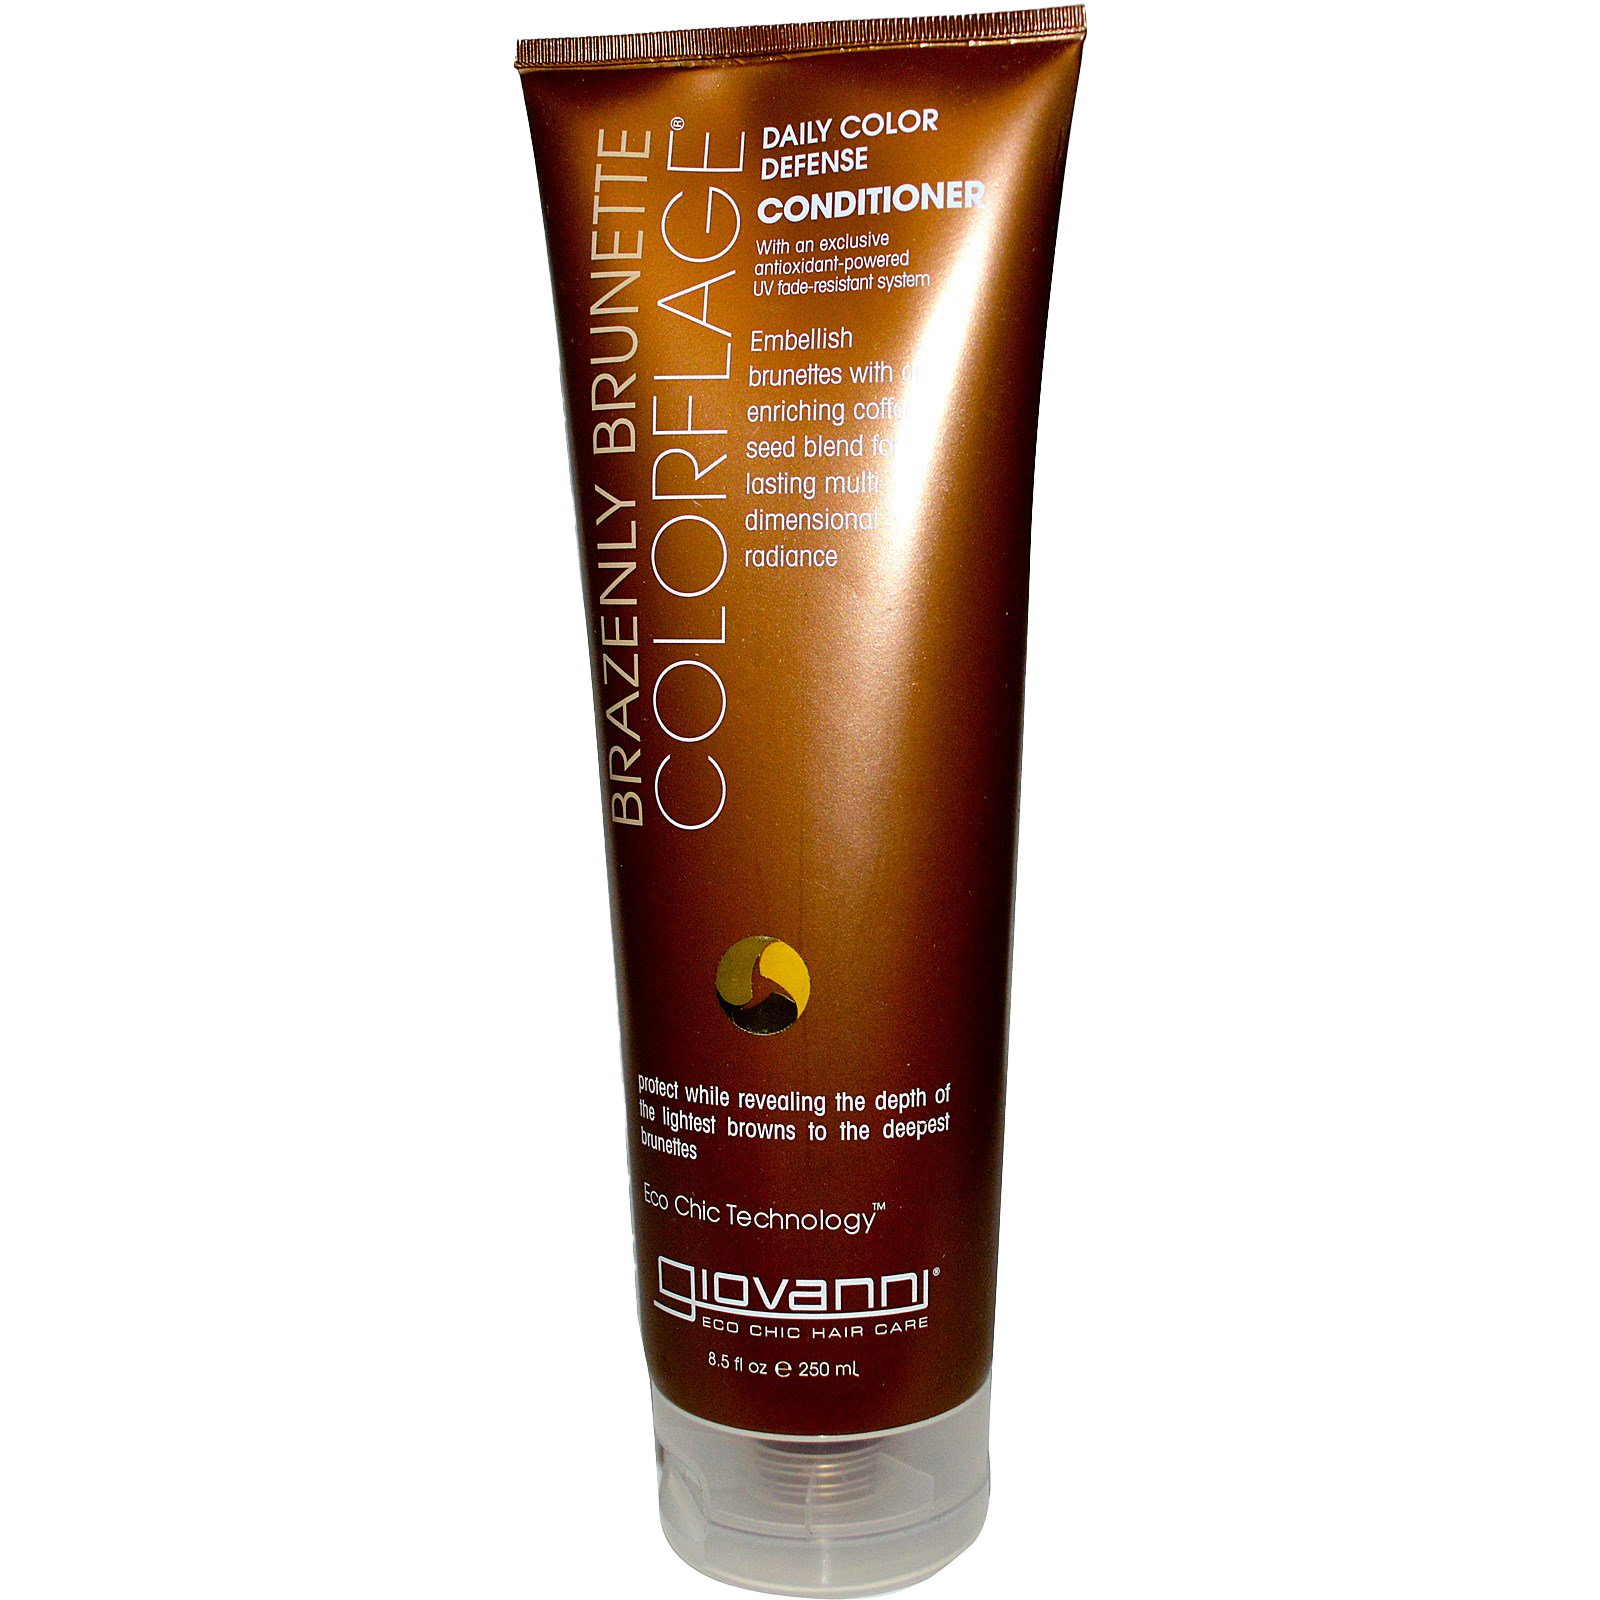 BRAZENLY BRUNETTE
COLORFLAGE®
DAILY COLOR
DEFENSE
CONDITIONER
With an exclusive
antioxidant-powered
UV fade-resistant system
Embellish
brunettes with
enriching
seed blend
lasting multi-
dimensional
radiance
protect while revealing the depth of
the lightest browns to the deepest
brunettes
Eco Chic Technology™
giovanni®
ECO CHIC HAIR CARE
8.5 fl oz ℮ 250 mL